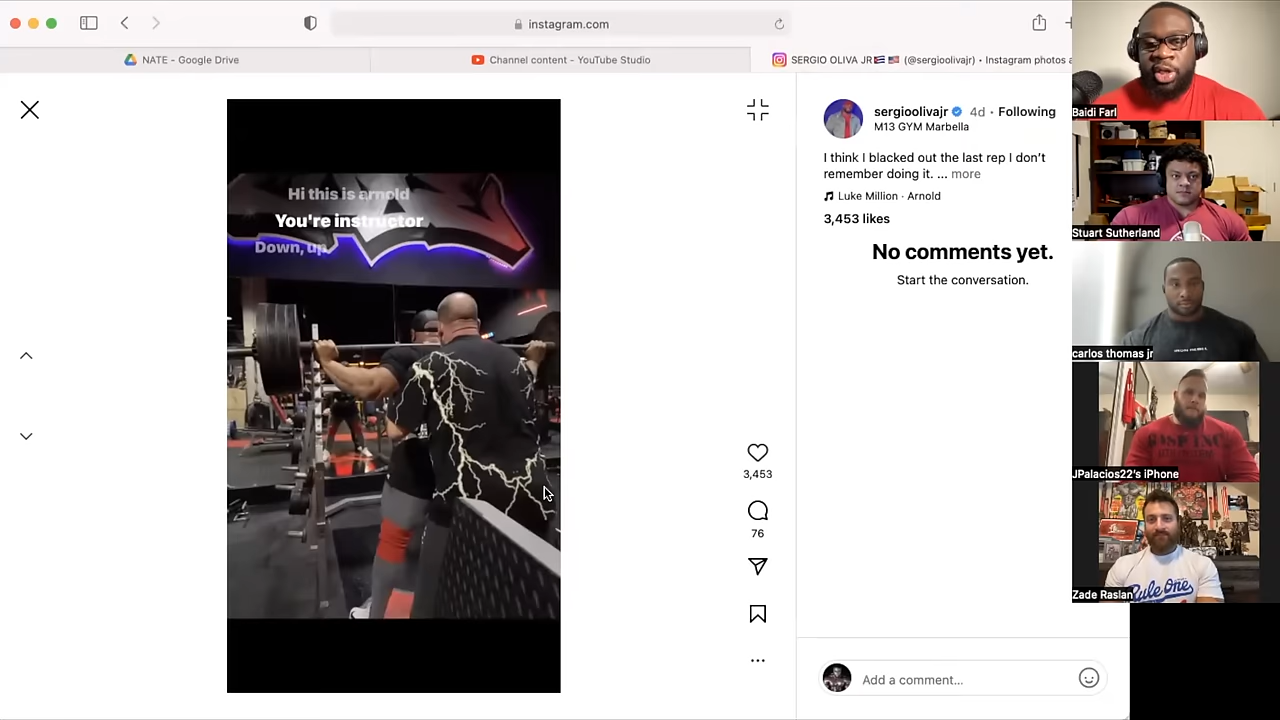 instagram.com
NATE - Google Drive
Channel content - YouTube Studio
SERGIO OLIVA JR🇨🇺 🇺🇸 (@sergioolivajr) • Instagram photos a
Hi this is arnold
You're instructor
Down, up
sergioolivajr 4d • Following
M13 GYM Marbella
I think I blacked out the last rep I don't
remember doing it. ... more
Luke Million · Arnold
3,453 likes
No comments yet.
Start the conversation.
3,453
76
Add a comment...
Baidi Farl
Stuart Sutherland
carlos thomas jr
JPalacios22's iPhone
Rule One
Zade Raslan